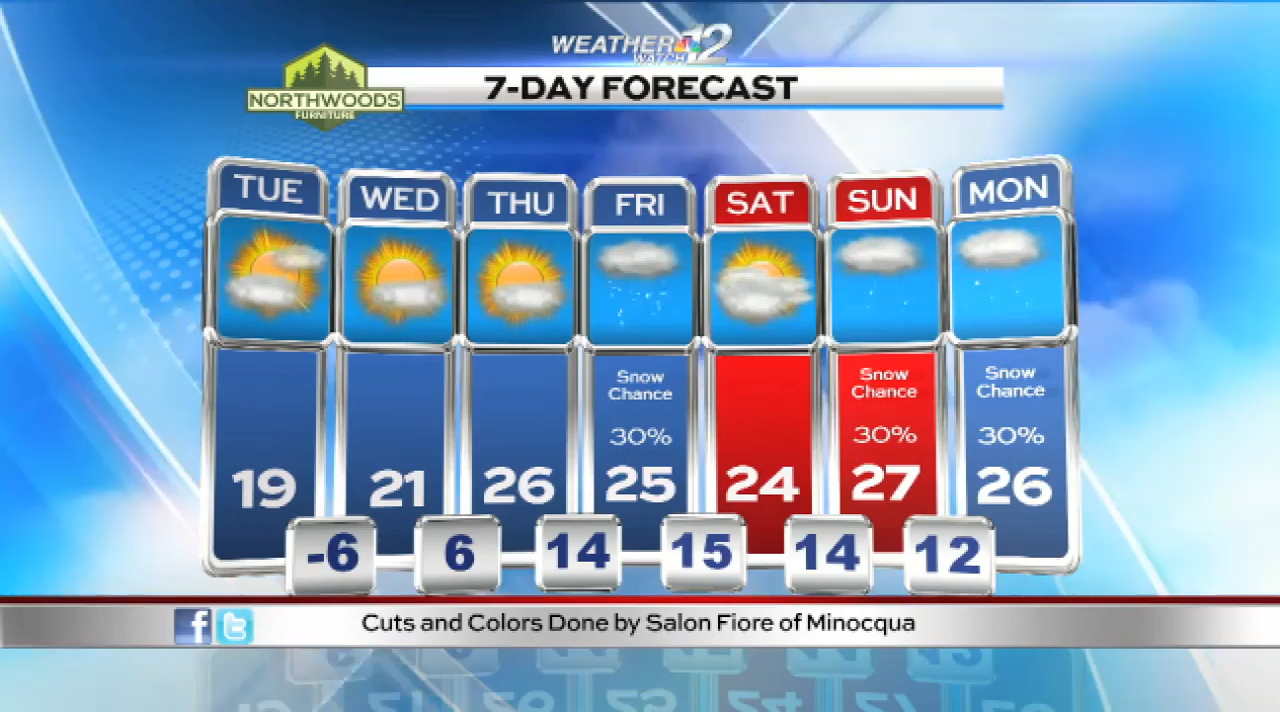 WEATHER 12
WATCH
7-DAY FORECAST
NORTHWOODS
FURNITURE
TUE WED THU FRI SAT SUN MON
Snow Chance Snow Chance Snow Chance
30% 30% 30%
19 21 26 25 24 27 26
-6 6 14 15 14 12
f t
Cuts and Colors Done by Salon Fiore of Minocqua